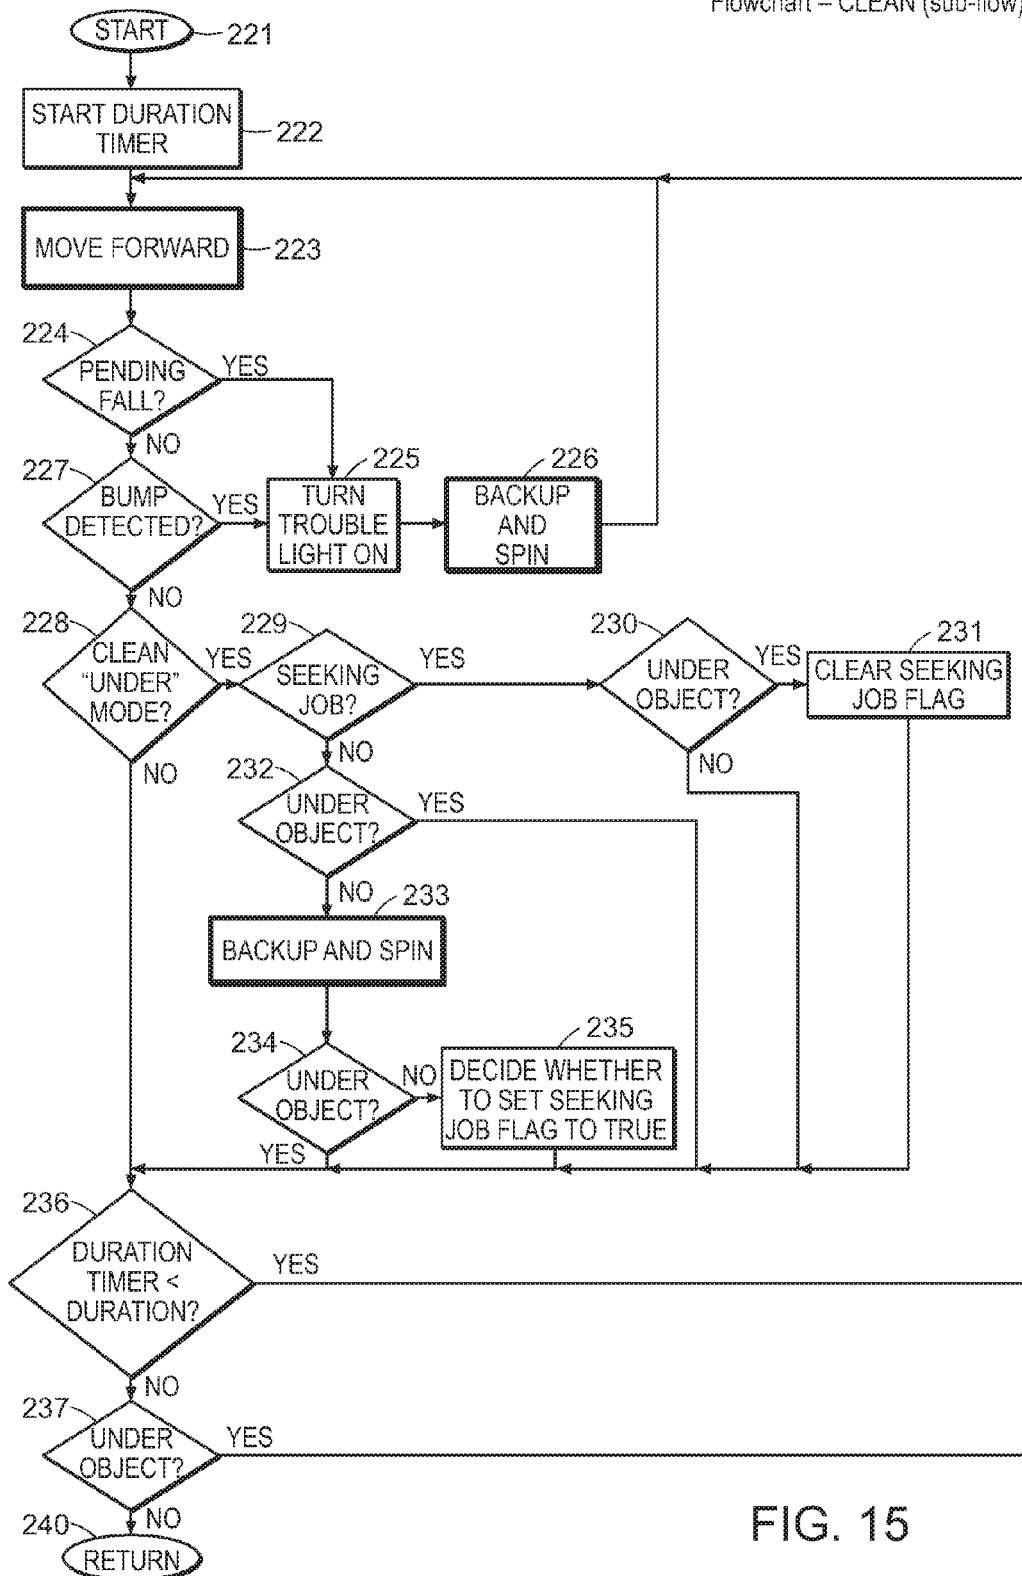 Flowchart – CLEAN (sub-flow)
START
221
START DURATION
TIMER
222
MOVE FORWARD
223
224
PENDING
FALL?
YES
NO
227
BUMP
DETECTED?
YES
225
TURN
TROUBLE
LIGHT ON
226
BACKUP
AND
SPIN
NO
228
CLEAN
"UNDER"
MODE?
YES
229
SEEKING
JOB?
YES
230
UNDER
OBJECT?
YES
231
CLEAR SEEKING
JOB FLAG
NO
NO
NO
232
UNDER
OBJECT?
YES
NO
233
BACKUP AND SPIN
234
UNDER
OBJECT?
NO
235
DECIDE WHETHER
TO SET SEEKING
JOB FLAG TO TRUE
YES
236
DURATION
TIMER <
DURATION?
YES
NO
237
UNDER
OBJECT?
YES
NO
240
RETURN
FIG. 15